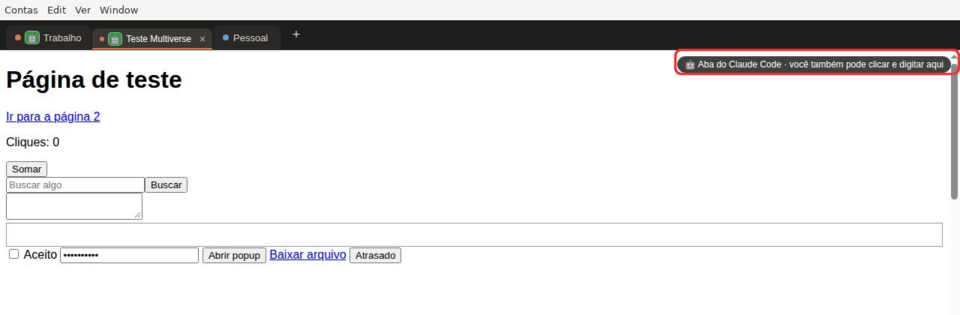 Contas Edit Ver Window
Trabalho Teste Multiverse × Pessoal +
Aba do Claude Code · você também pode clicar e digitar aqui
Página de teste
Ir para a página 2
Cliques: 0
Somar
Buscar algo Buscar
Aceito •••••••••• Abrir popup Baixar arquivo Atrasado